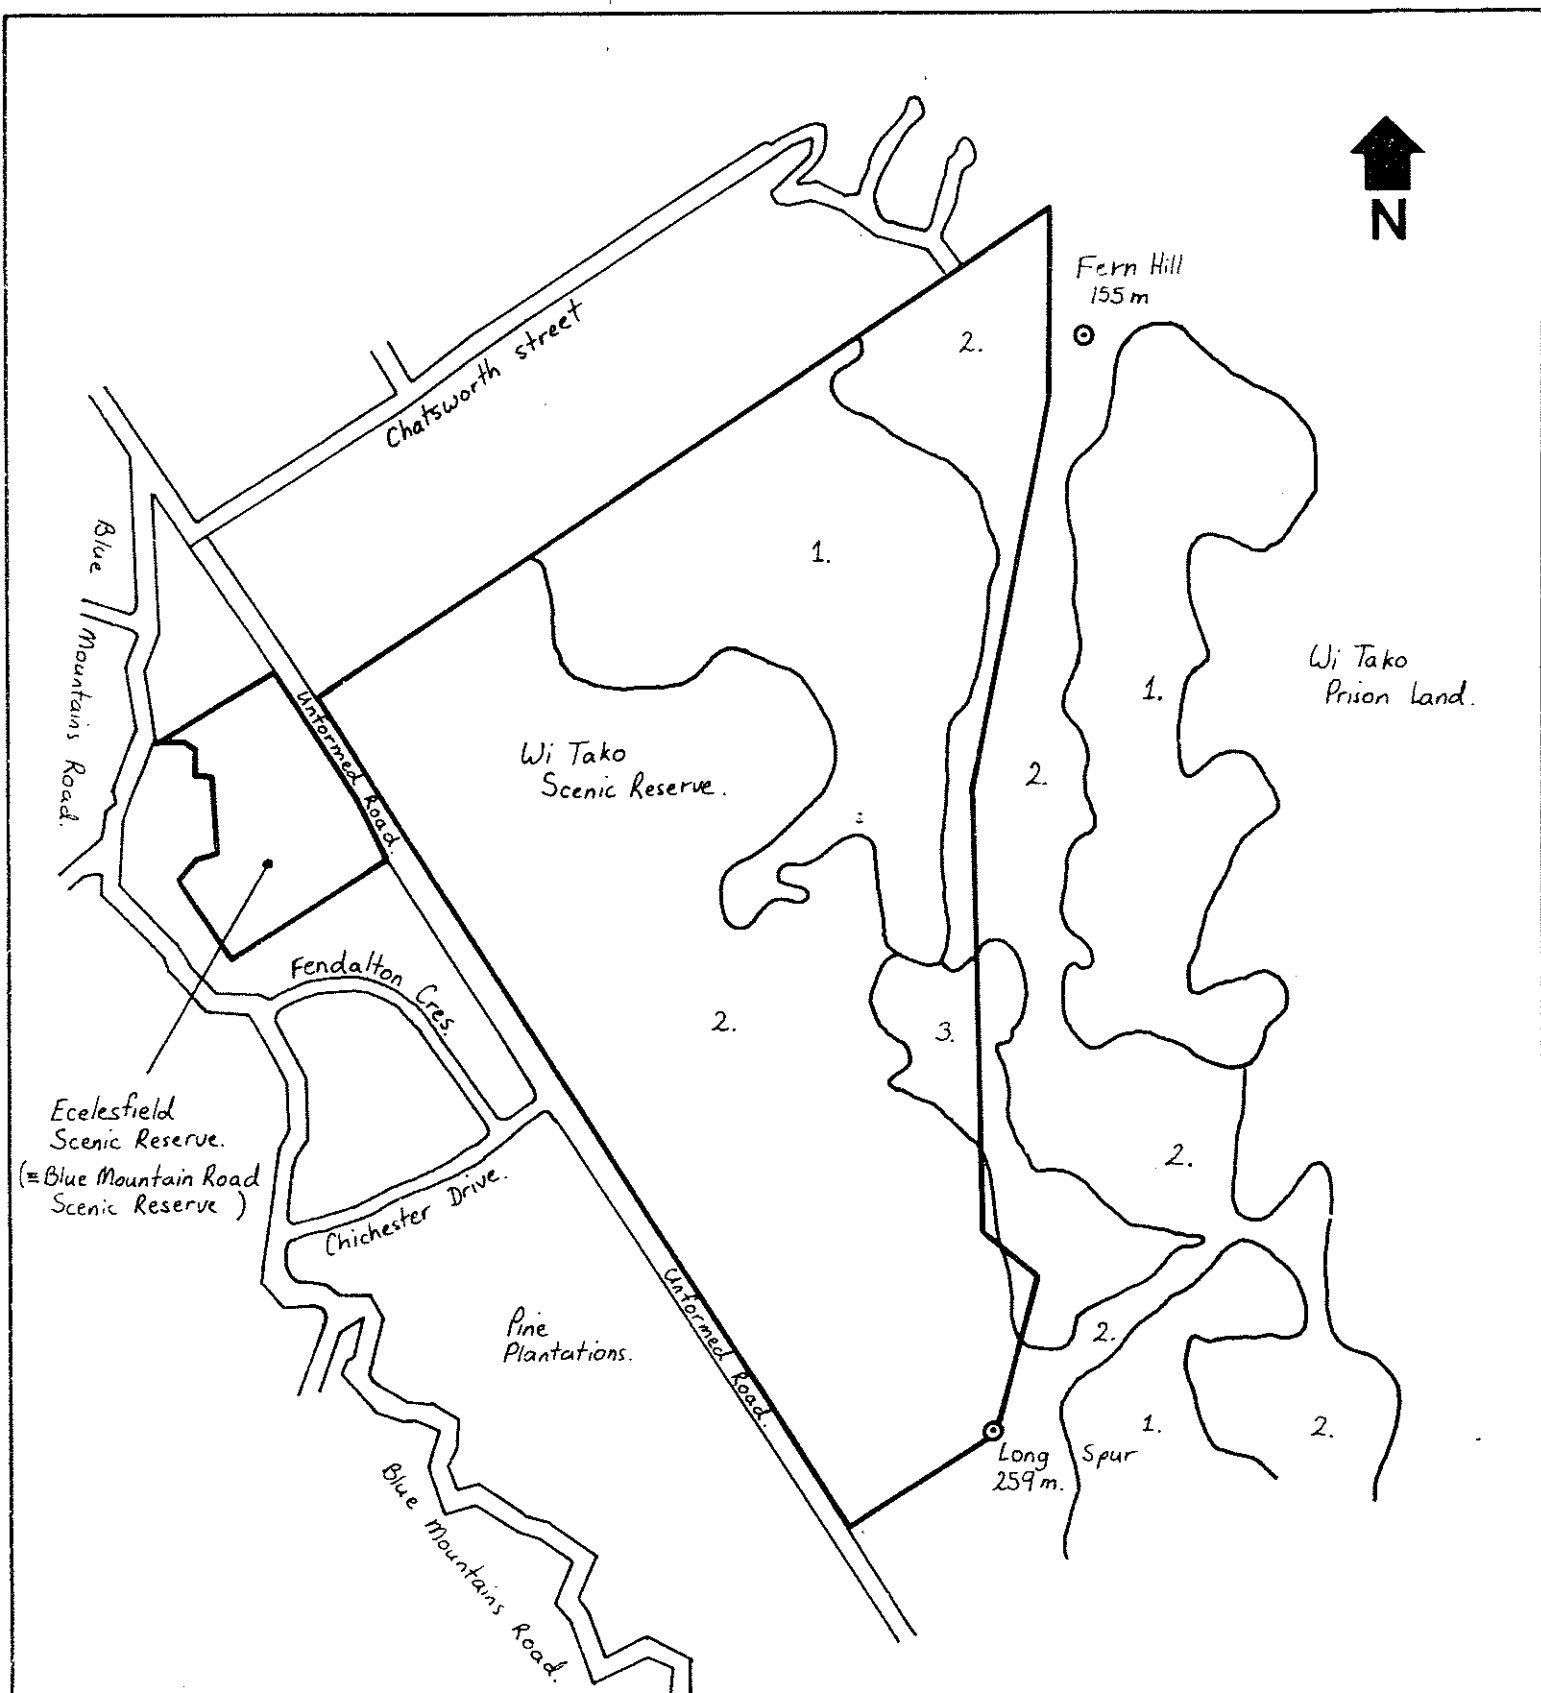 N
Fern Hill
155 m
2.
Chatsworth street
1.
Blue Mountains Road.
Wi Tako
Prison Land.
1.
Unformed Road.
Wi Tako
Scenic Reserve.
2.
Fendalton Cres.
2.
3.
Ecelesfield
Scenic Reserve.
(≡Blue Mountain Road
Scenic Reserve )
2.
Chichester Drive.
Unformed Road.
Pine
Plantations.
2.
1.
2.
Long Spur
259 m.
Blue Mountains Road.